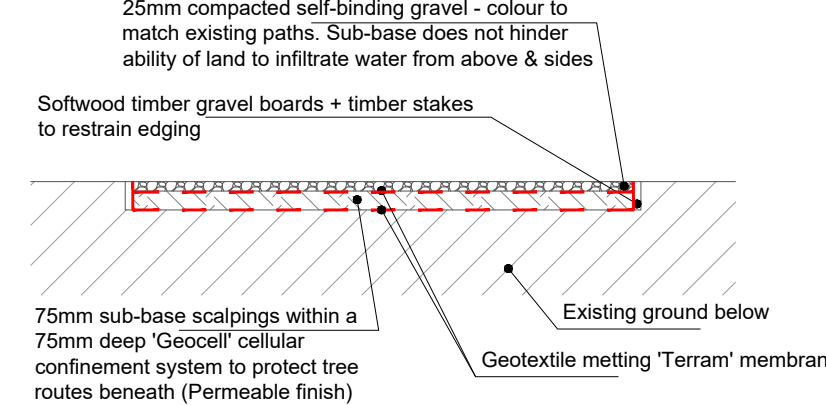 25mm compacted self-binding gravel - colour to
match existing paths. Sub-base does not hinder
ability of land to infiltrate water from above & sides
Softwood timber gravel boards + timber stakes
to restrain edging
75mm sub-base scalpings within a
75mm deep 'Geocell' cellular
confinement system to protect tree
routes beneath (Permeable finish)
Existing ground below
Geotextile metting 'Terram' membran